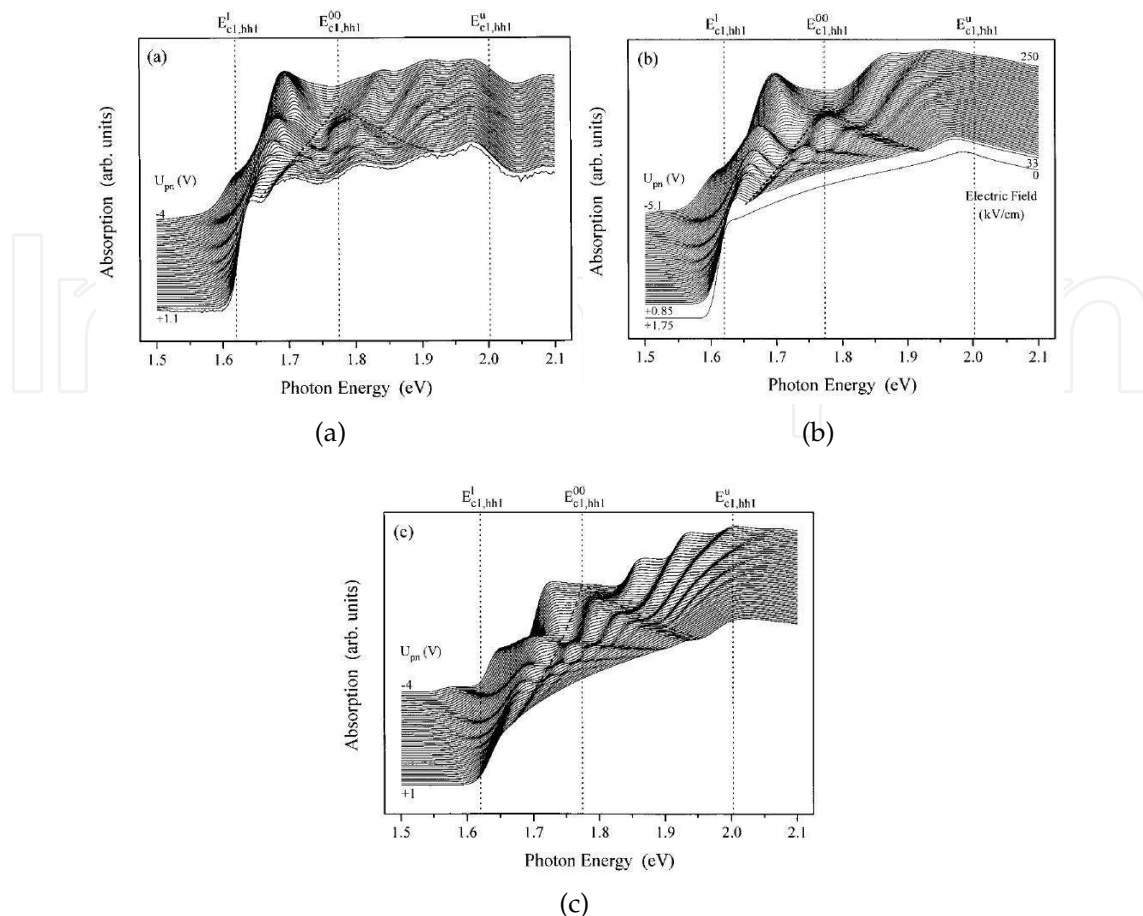 E^l_c1,hh1 E^00_c1,hh1 E^u_c1,hh1
(a)
Absorption (arb. units)
U_pn (V)
-4
+1.1
1.5 1.6 1.7 1.8 1.9 2.0 2.1
Photon Energy (eV)
(a)
E^l_c1,hh1 E^00_c1,hh1 E^u_c1,hh1
(b)
Absorption (arb. units)
250
33
0
U_pn (V)
-5.1
Electric Field
(kV/cm)
+0.85
+1.75
1.5 1.6 1.7 1.8 1.9 2.0 2.1
Photon Energy (eV)
(b)
E^l_c1,hh1 E^00_c1,hh1 E^u_c1,hh1
(c)
Absorption (arb. units)
U_pn (V)
-4
+1
1.5 1.6 1.7 1.8 1.9 2.0 2.1
Photon Energy (eV)
(c)